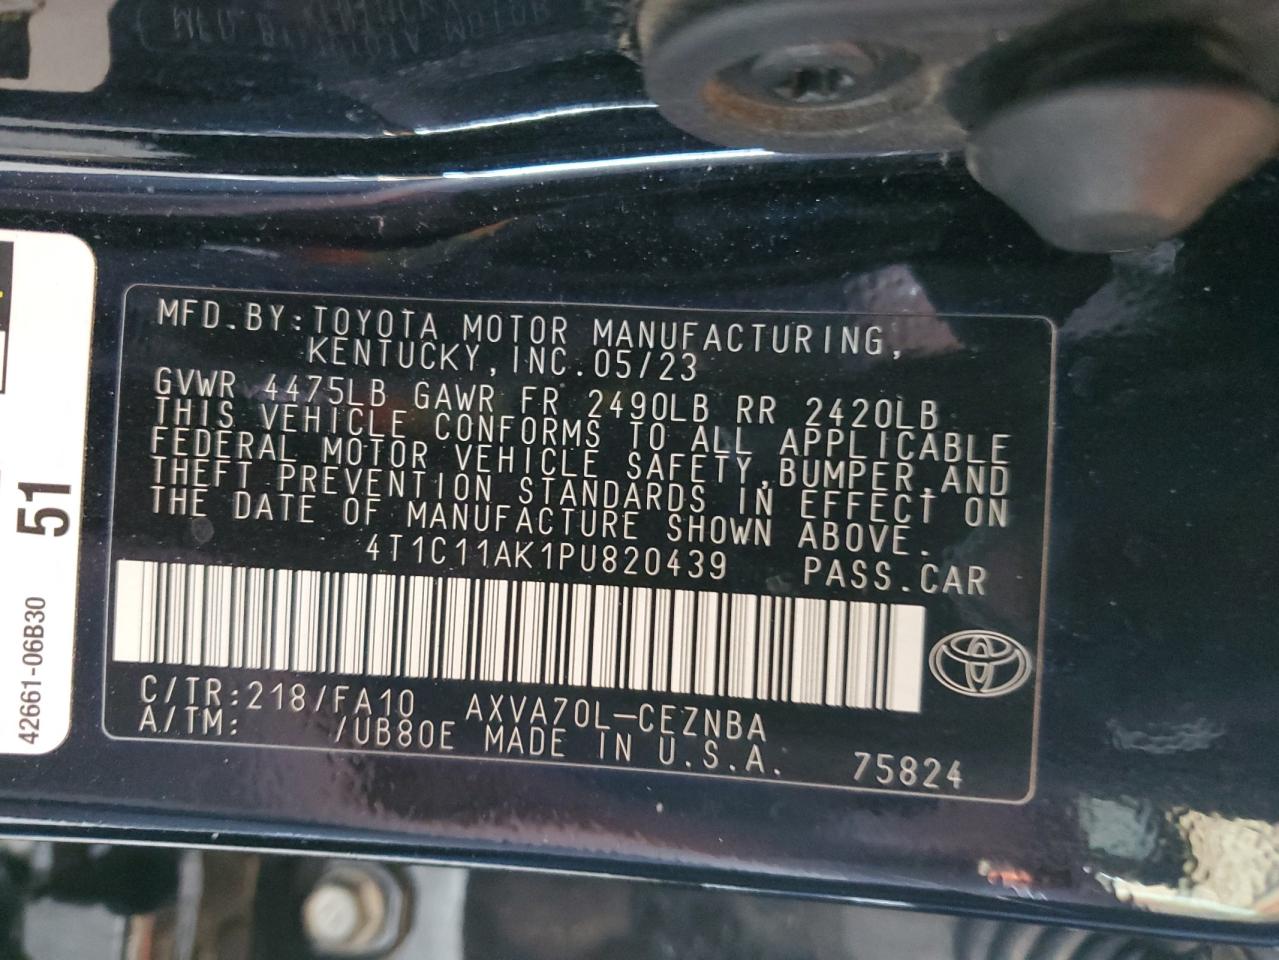 MFD.BY:TOYOTA MOTOR MANUFACTURING,
KENTUCKY,INC.05/23
GVWR 4475LB GAWR FR 2490LB RR 2420LB
THIS VEHICLE CONFORMS TO ALL APPLICABLE
FEDERAL MOTOR VEHICLE SAFETY,BUMPER,AND
THEFT PREVENTION STANDARDS IN EFFECT ON
THE DATE OF MANUFACTURE SHOWN ABOVE.
4T1C11AK1PU820439 PASS.CAR
C/TR:218/FA10 AXVA70L-CEZNBA
A/TM: /UB80E MADE IN U.S.A. 75824
51
42661-06B30